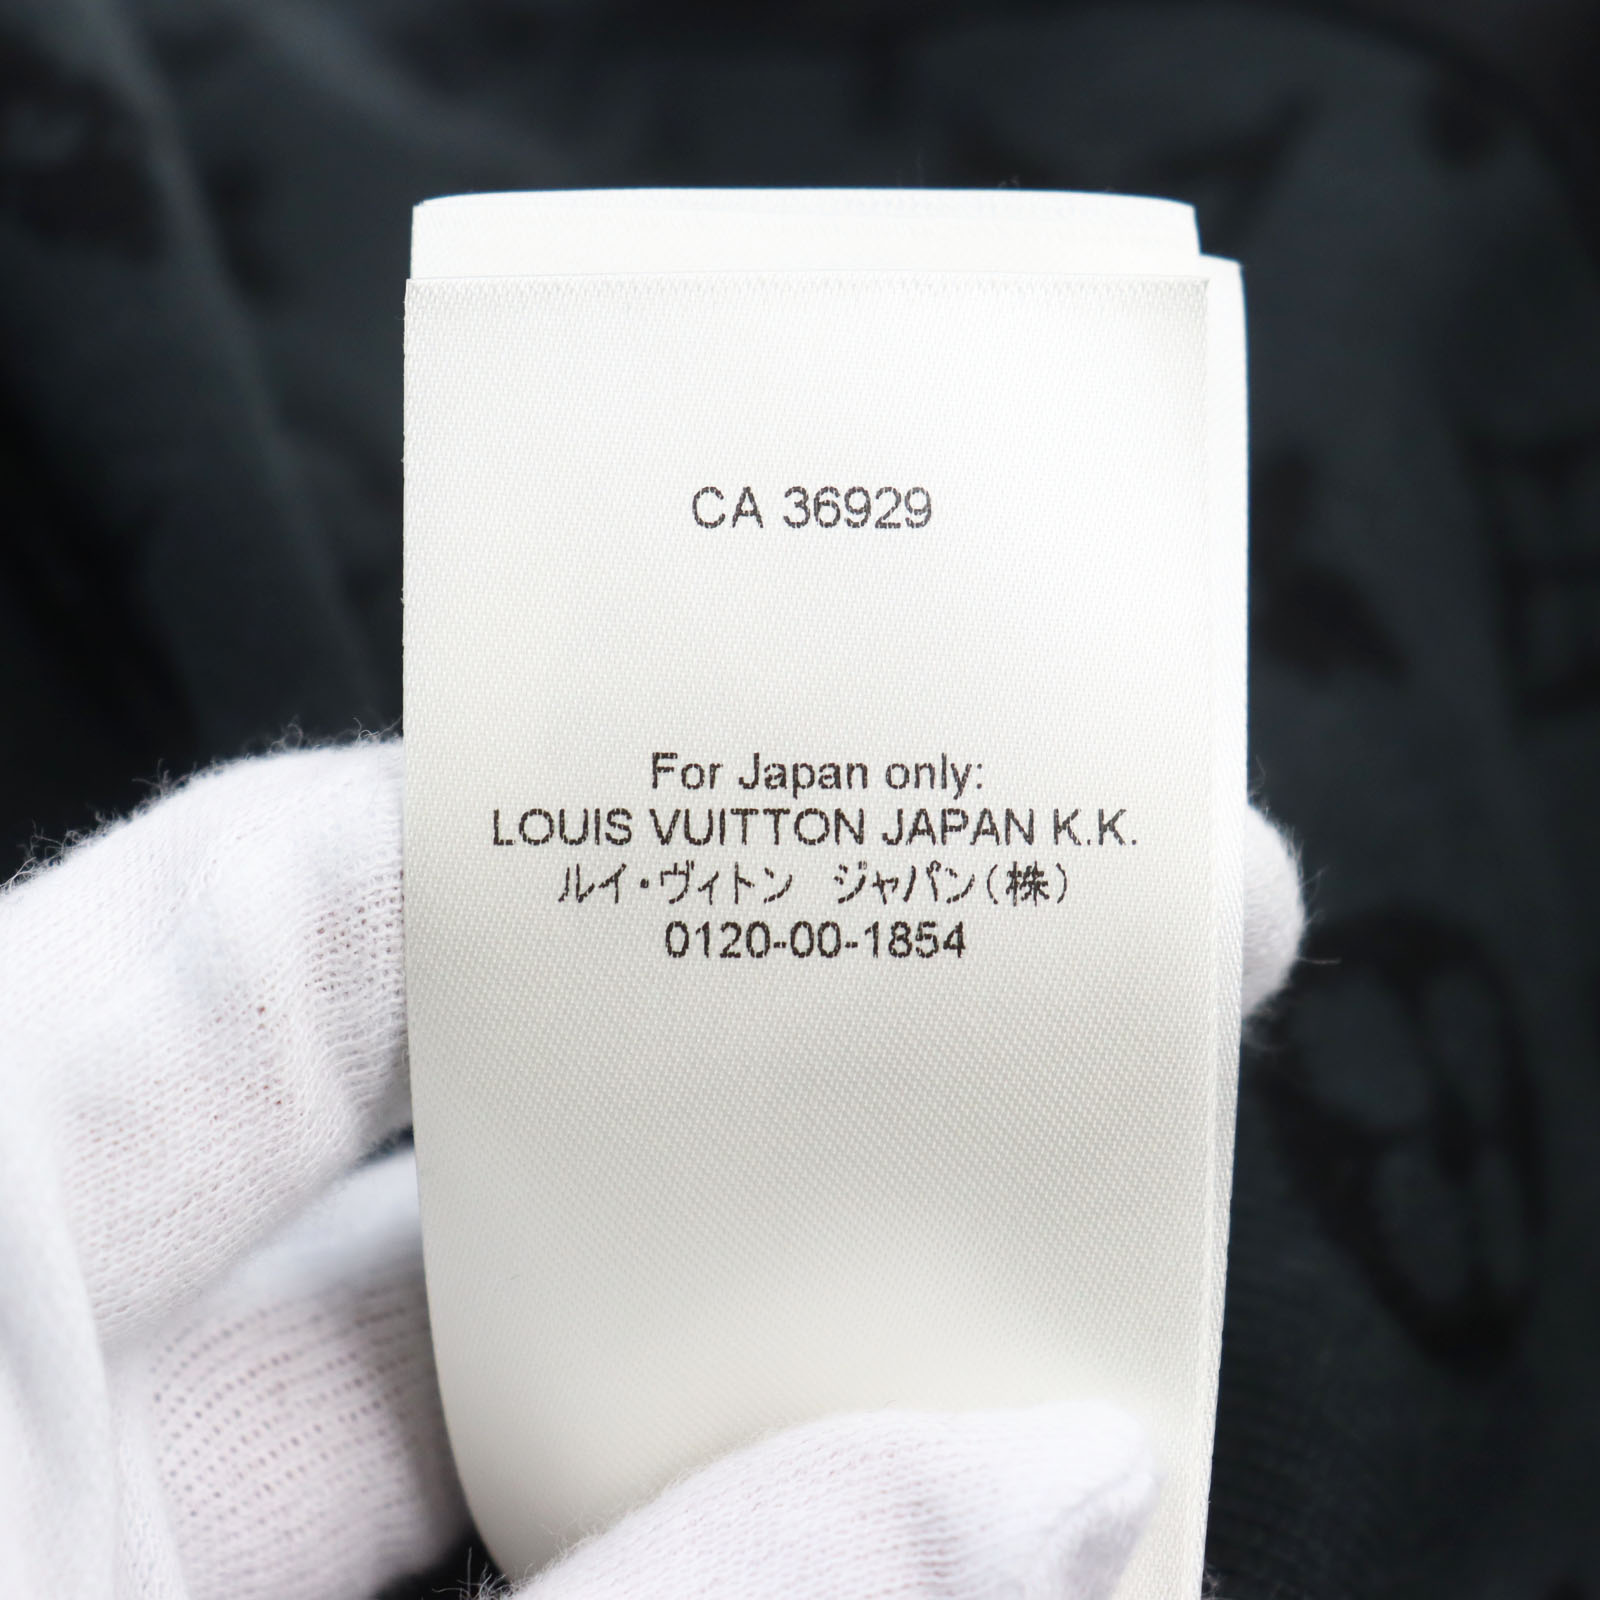 CA 36929
For Japan only:
LOUIS VUITTON JAPAN K.K.
ルイ・ヴィトン　ジャパン(株)
0120-00-1854